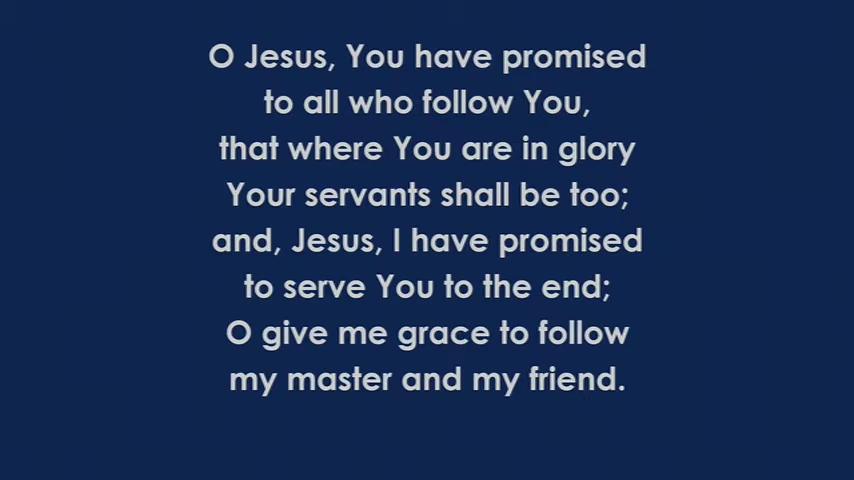 O Jesus, You have promised
to all who follow You,
that where You are in glory
Your servants shall be too;
and, Jesus, I have promised
to serve You to the end;
O give me grace to follow
my master and my friend.